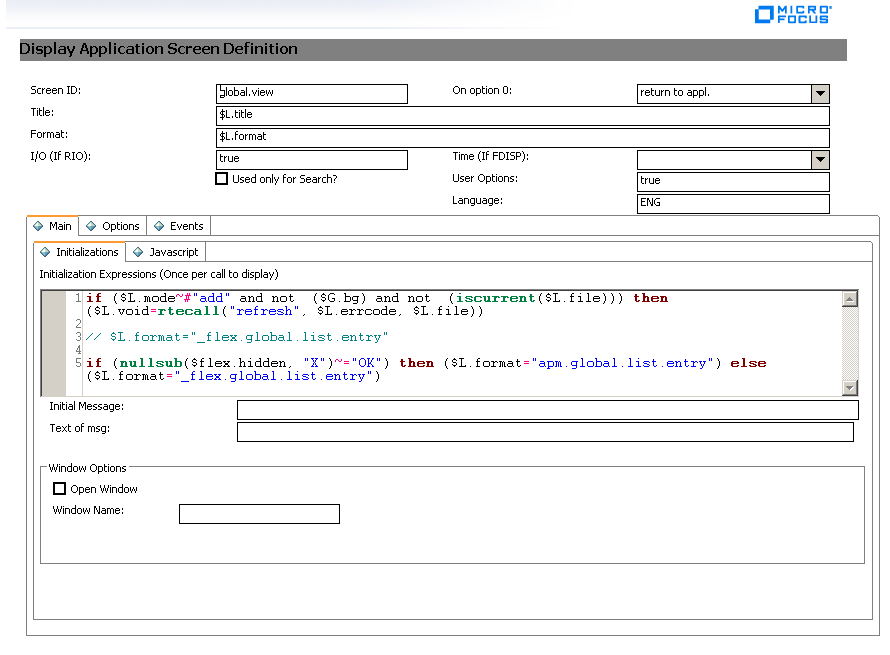 MICRO
FOCUS
Display Application Screen Definition
Screen ID: global.view On option 0: return to appl.
Title: $L.title
Format: $L.format
I/O (If RIO): true Time (If FDISP):
Used only for Search? User Options: true
Language: ENG
Main Options Events
Initializations Javascript
Initialization Expressions (Once per call to display)
1 if ($L.mode~#"add" and not  ($G.bg) and not  (iscurrent($L.file))) then
($L.void=rtecall("refresh", $L.errcode, $L.file))
2
3 // $L.format="_flex.global.list.entry"
4
5 if (nullsub($flex.hidden, "X")~="OK") then ($L.format="apm.global.list.entry") else
($L.format="_flex.global.list.entry")
Initial Message:
Text of msg:
Window Options
Open Window
Window Name: